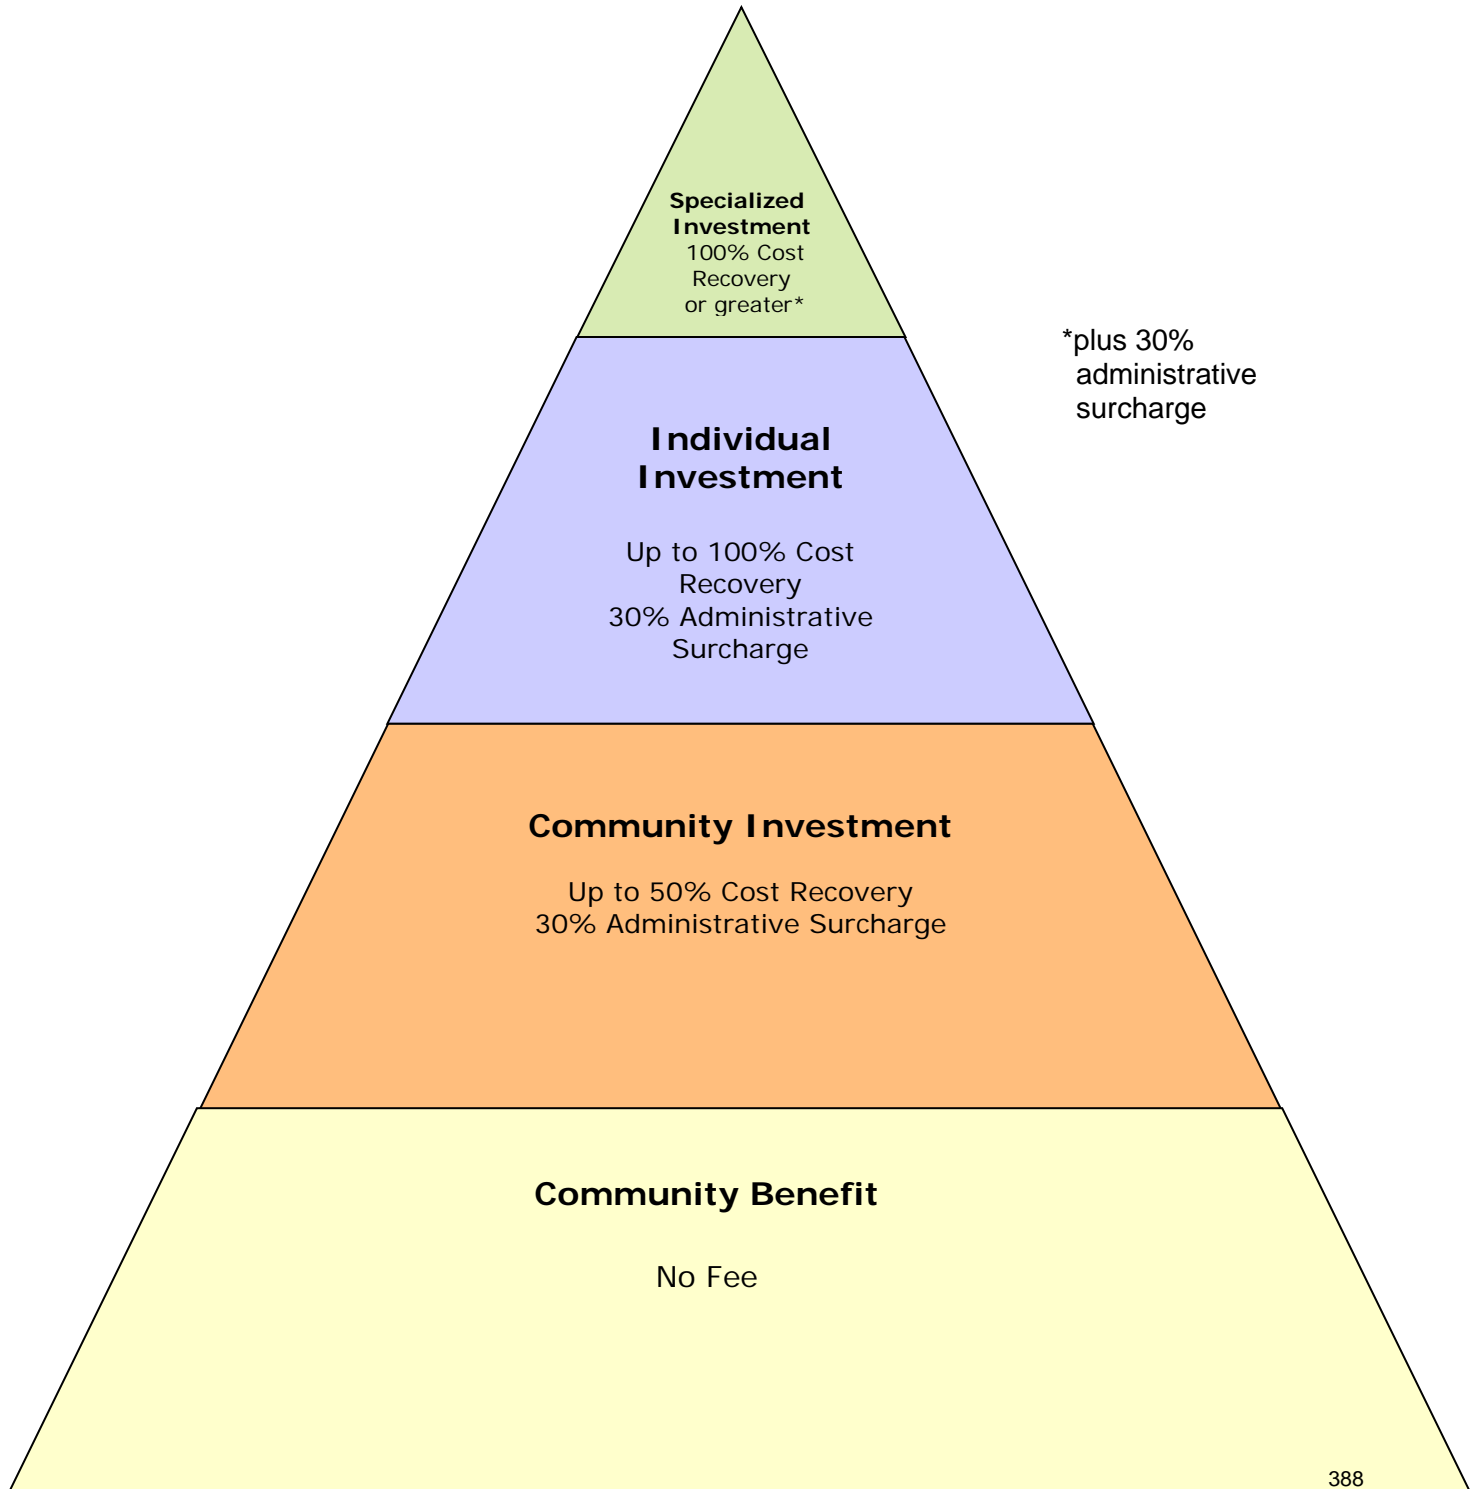 Specialized
Investment
100% Cost
Recovery
or greater*
*plus 30%
administrative
surcharge
Individual
Investment
Up to 100% Cost
Recovery
30% Administrative
Surcharge
Community Investment
Up to 50% Cost Recovery
30% Administrative Surcharge
Community Benefit
No Fee
388